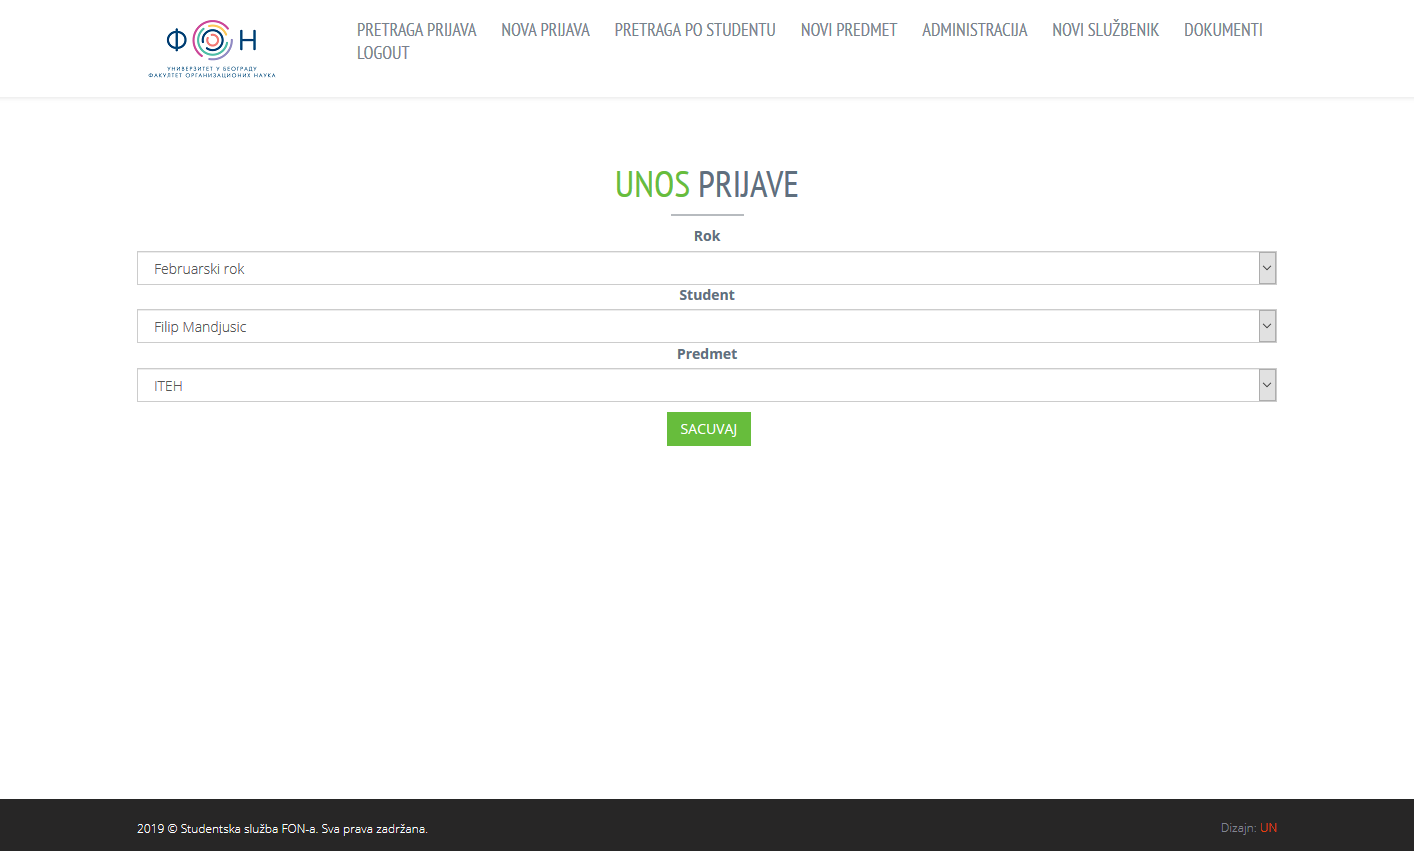 ФОН
УНИВЕРЗИТЕТ У БЕОГРАДУ
ФАКУЛТЕТ ОРГАНИЗАЦИОНИХ НАУКА
PRETRAGA PRIJAVA NOVA PRIJAVA PRETRAGA PO STUDENTU NOVI PREDMET ADMINISTRACIJA NOVI SLUŽBENIK DOKUMENTI
LOGOUT
UNOS PRIJAVE
Rok
Februarski rok
Student
Filip Mandjusic
Predmet
ITEH
SACUVAJ
2019 © Studentska služba FON-a. Sva prava zadržana. Dizajn: UN